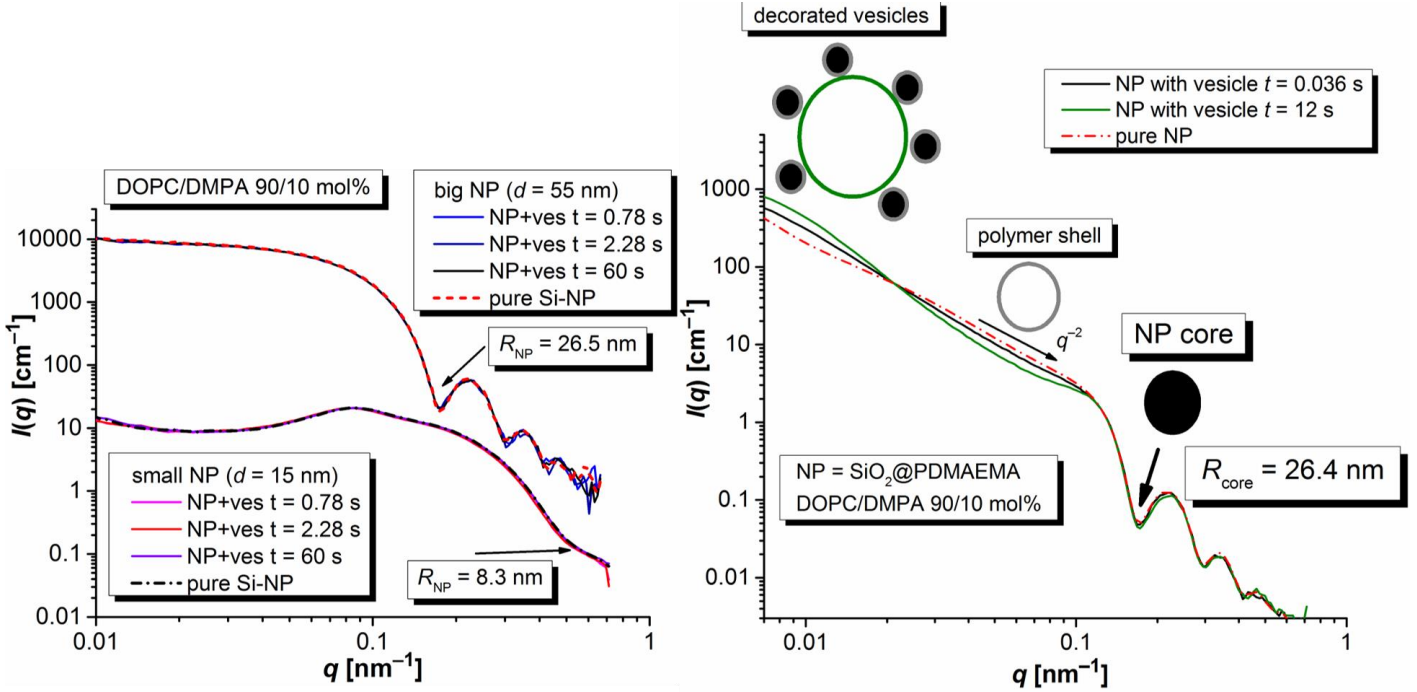 DOPC/DMPA 90/10 mol%
big NP (d = 55 nm)
NP+ves t = 0.78 s
NP+ves t = 2.28 s
NP+ves t = 60 s
pure Si-NP
R_NP = 26.5 nm
small NP (d = 15 nm)
NP+ves t = 0.78 s
NP+ves t = 2.28 s
NP+ves t = 60 s
pure Si-NP
R_NP = 8.3 nm
10000
1000
100
10
1
0.1
0.01
I(q) [cm⁻¹]
0.01 0.1 1
q [nm⁻¹]
decorated vesicles
NP with vesicle t = 0.036 s
NP with vesicle t = 12 s
pure NP
polymer shell
q⁻²
NP core
R_core = 26.4 nm
NP = SiO₂@PDMAEMA
DOPC/DMPA 90/10 mol%
1000
100
10
1
0.1
0.01
I(q) [cm⁻¹]
0.01 0.1 1
q [nm⁻¹]